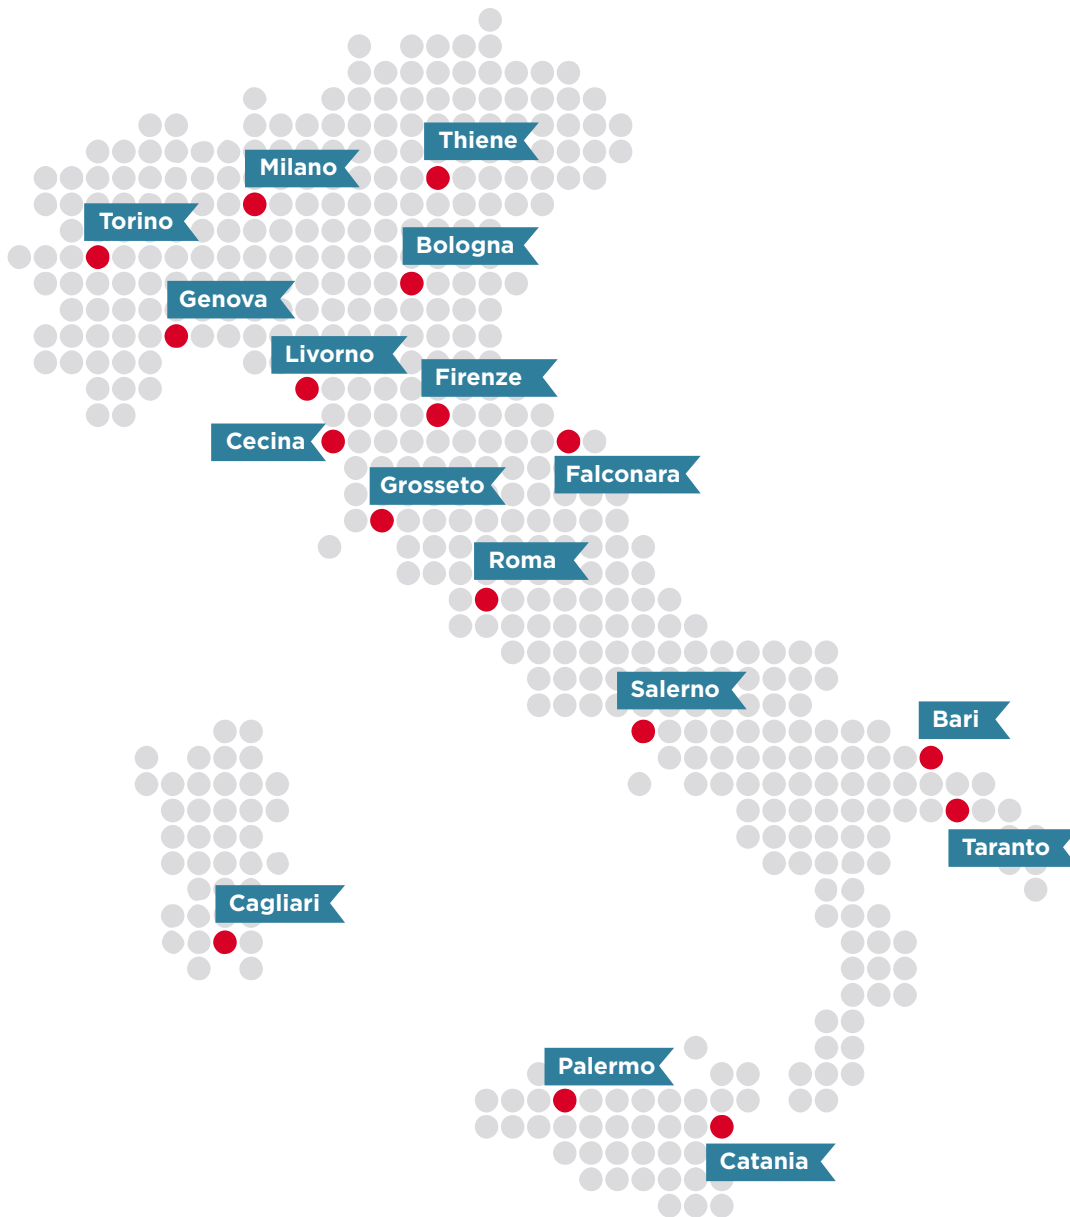 Thiene
Milano
Torino
Bologna
Genova
Livorno
Firenze
Cecina
Falconara
Grosseto
Roma
Salerno
Bari
Taranto
Cagliari
Palermo
Catania